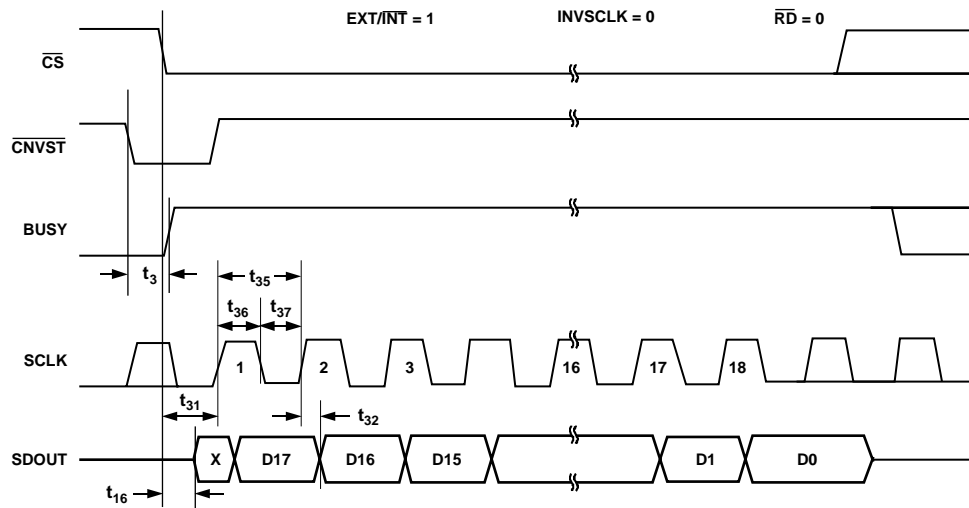 EXT/INT = 1 INVSCLK = 0 RD = 0
CS
CNVST
BUSY
t3
t35
t36 t37
SCLK
1 2 3 16 17 18
t31
t32
SDOUT
X D17 D16 D15 D1 D0
t16